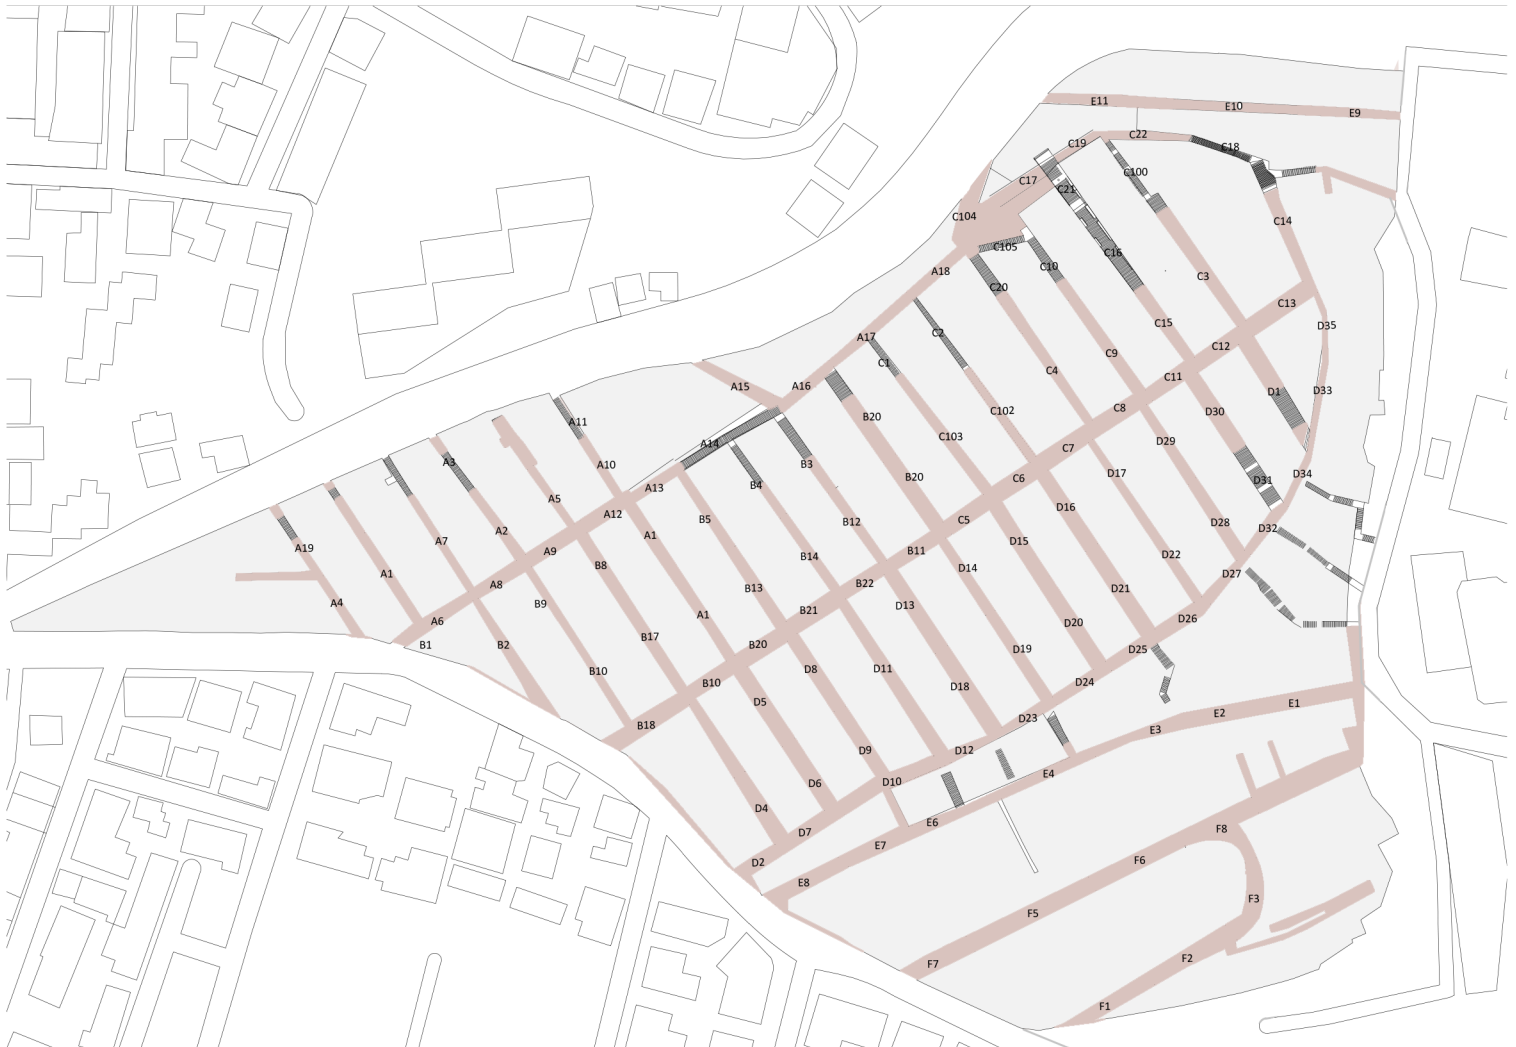 E11
E10
E9
C22
C19
C18
C100
C17
C21
C104
C14
C105
C16
C10
A18
C3
C20
C13
C15
D35
C2
A17
C12
C9
C1
C4
C11
A15
A16
D1
D33
C8
C102
D30
B20
A11
C103
D29
A14
C7
A3
A10
B3
D17
D34
B4
B20
C6
D31
A13
A5
D16
A12
B5
C5
B12
D28
D32
A2
A1
D15
A7
A19
A9
B11
B14
D22
B8
D14
D27
A1
A8
B22
B13
D21
A4
B9
D13
B21
A1
D26
A6
D20
B17
B1
B2
B20
D19
D25
D8
D11
B10
B10
D24
D18
D5
E1
E2
D23
B18
E3
D9
D12
E4
D10
D6
D4
E6
D7
F8
E7
D2
F6
E8
F3
F5
F2
F7
F1